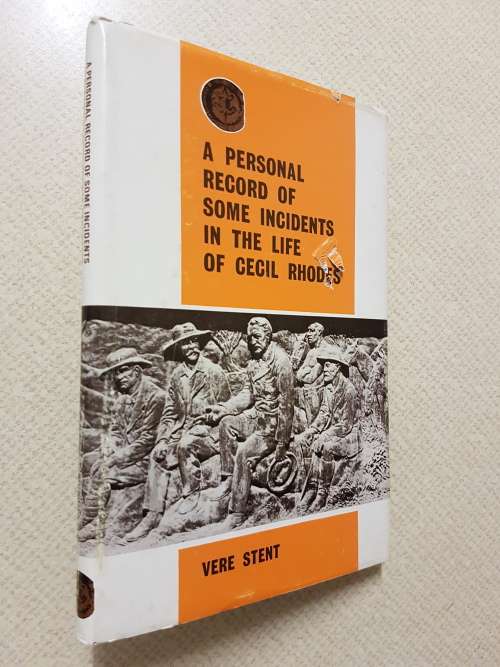 A PERSONAL RECORD OF SOME INCIDENTS
A PERSONAL
RECORD OF
SOME INCIDENTS
IN THE LIFE
OF CECIL RHODES
VERE STENT